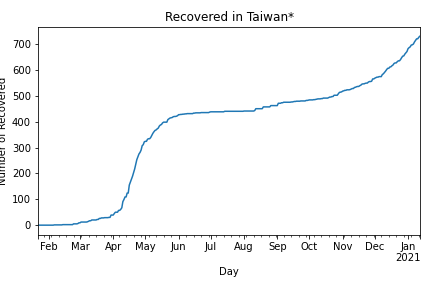 Recovered in Taiwan*
Number of Recovered
700
600
500
400
300
200
100
0
Feb Mar Apr May Jun Jul Aug Sep Oct Nov Dec Jan
2021
Day